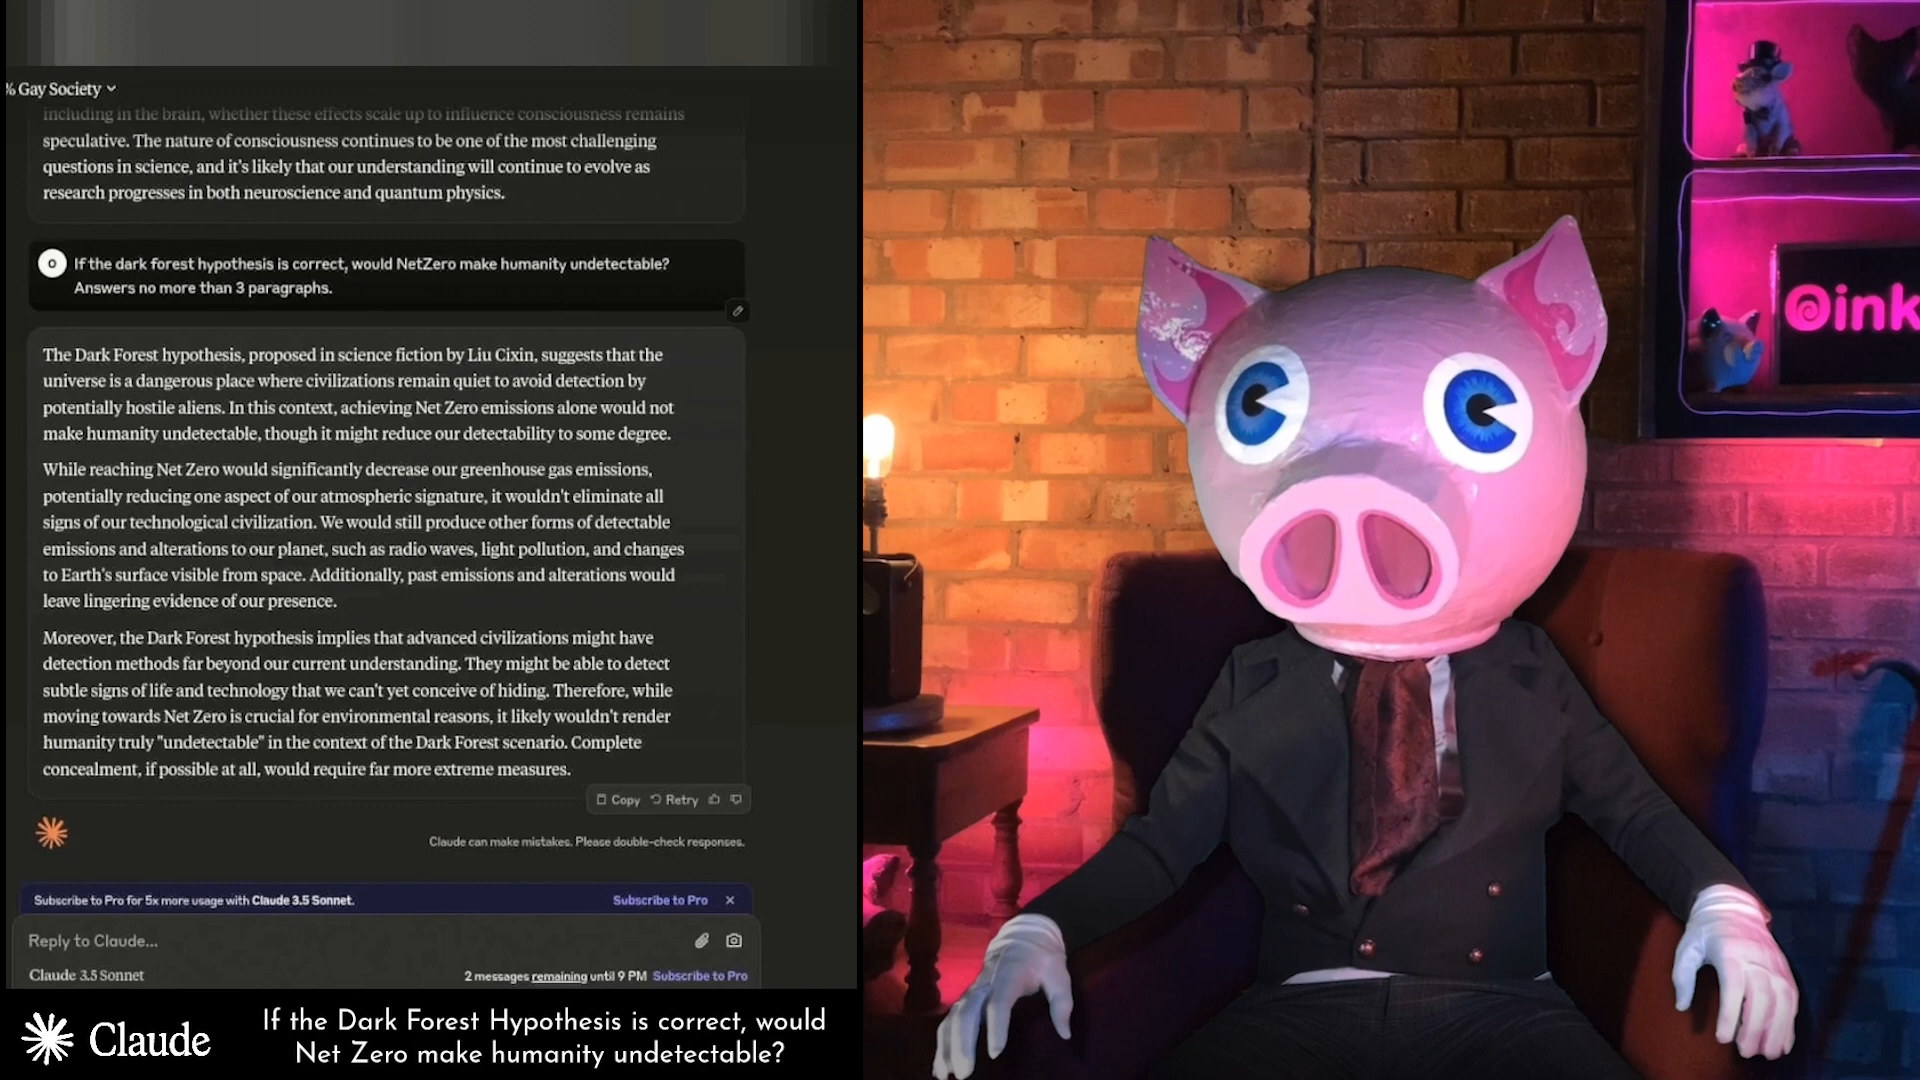 % Gay Society
including in the brain, whether these effects scale up to influence consciousness remains
speculative. The nature of consciousness continues to be one of the most challenging
questions in science, and it's likely that our understanding will continue to evolve as
research progresses in both neuroscience and quantum physics.
O
If the dark forest hypothesis is correct, would NetZero make humanity undetectable?
Answers no more than 3 paragraphs.
The Dark Forest hypothesis, proposed in science fiction by Liu Cixin, suggests that the
universe is a dangerous place where civilizations remain quiet to avoid detection by
potentially hostile aliens. In this context, achieving Net Zero emissions alone would not
make humanity undetectable, though it might reduce our detectability to some degree.
While reaching Net Zero would significantly decrease our greenhouse gas emissions,
potentially reducing one aspect of our atmospheric signature, it wouldn't eliminate all
signs of our technological civilization. We would still produce other forms of detectable
emissions and alterations to our planet, such as radio waves, light pollution, and changes
to Earth's surface visible from space. Additionally, past emissions and alterations would
leave lingering evidence of our presence.
Moreover, the Dark Forest hypothesis implies that advanced civilizations might have
detection methods far beyond our current understanding. They might be able to detect
subtle signs of life and technology that we can't yet conceive of hiding. Therefore, while
moving towards Net Zero is crucial for environmental reasons, it likely wouldn't render
humanity truly "undetectable" in the context of the Dark Forest scenario. Complete
concealment, if possible at all, would require far more extreme measures.
Copy Retry
Claude can make mistakes. Please double-check responses.
Subscribe to Pro for 5x more usage with Claude 3.5 Sonnet. Subscribe to Pro
Reply to Claude...
Claude 3.5 Sonnet 2 messages remaining until 9 PM Subscribe to Pro
Claude
If the Dark Forest Hypothesis is correct, would
Net Zero make humanity undetectable?
Oink